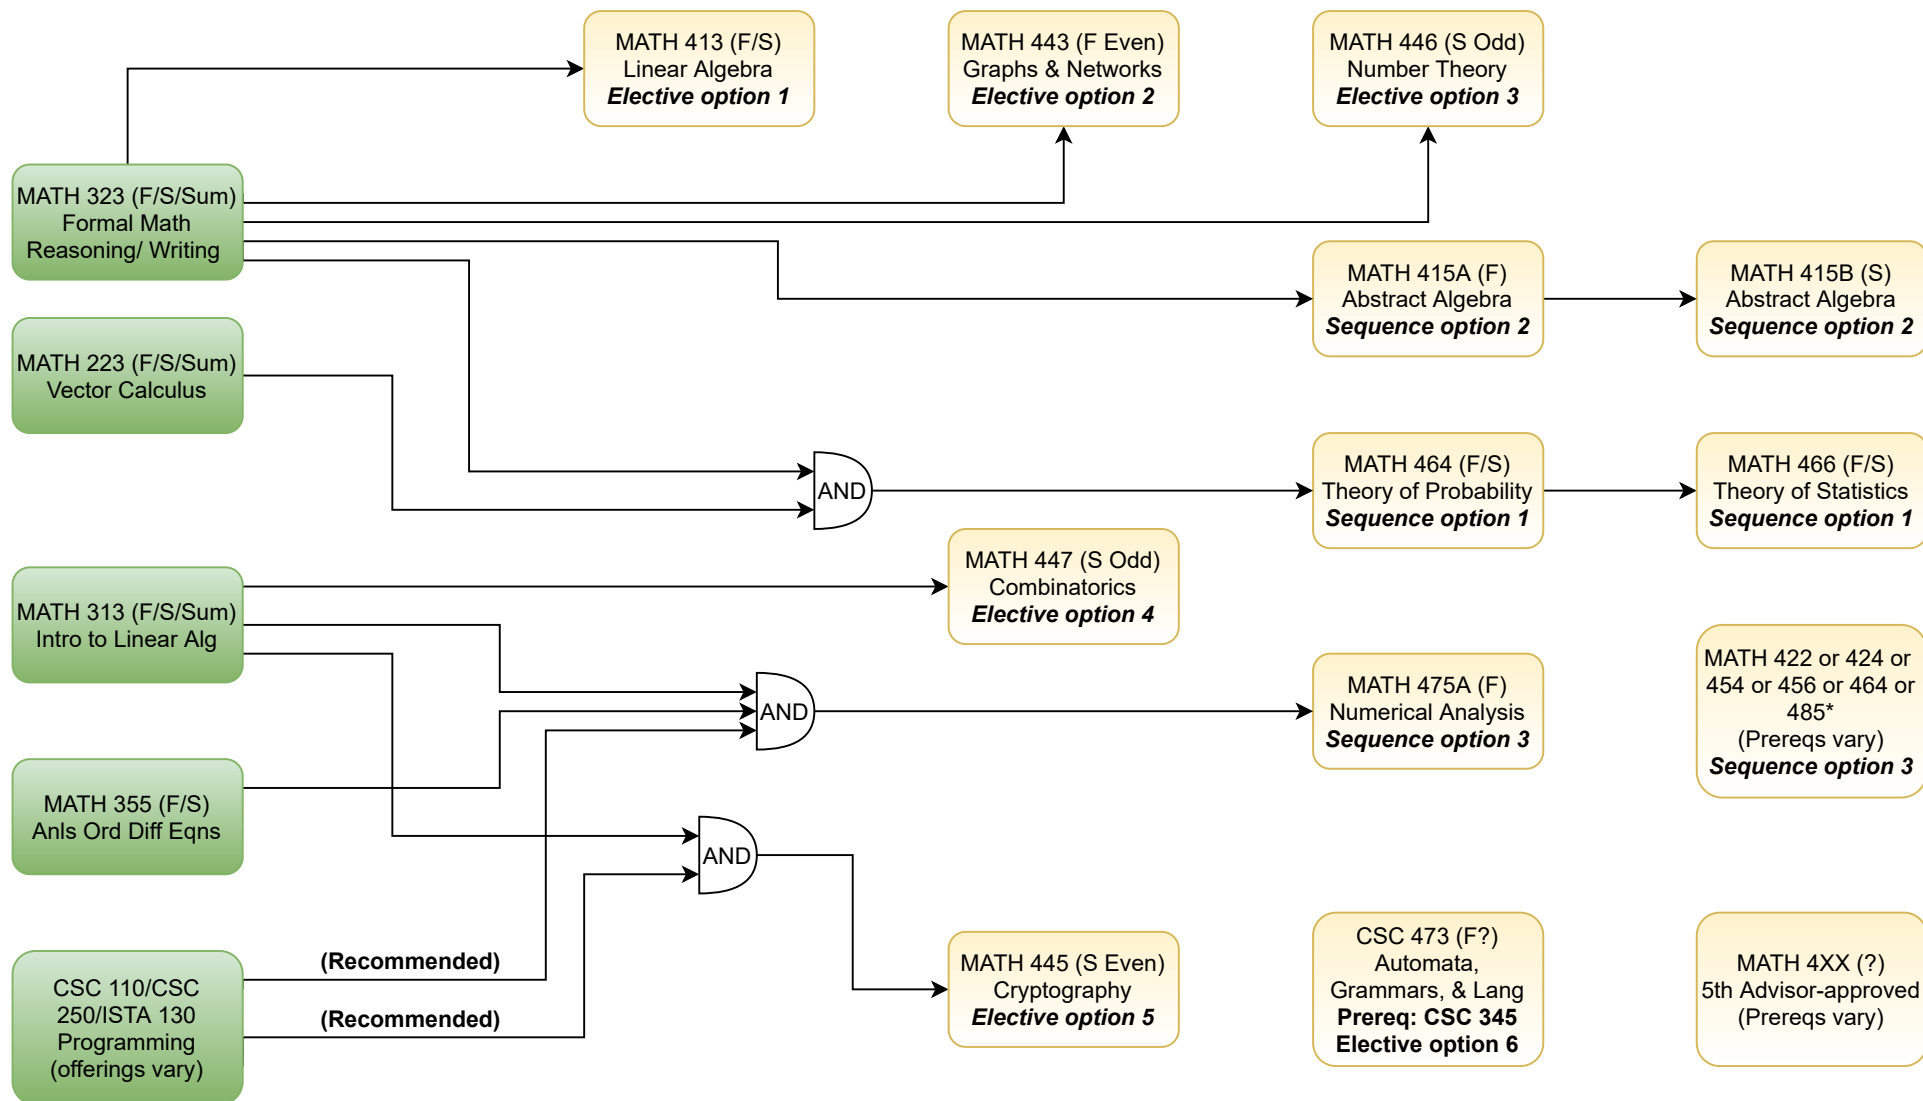 MATH 413 (F/S)
Linear Algebra
Elective option 1
MATH 443 (F Even)
Graphs & Networks
Elective option 2
MATH 446 (S Odd)
Number Theory
Elective option 3
MATH 323 (F/S/Sum)
Formal Math
Reasoning/ Writing
MATH 415A (F)
Abstract Algebra
Sequence option 2
MATH 415B (S)
Abstract Algebra
Sequence option 2
MATH 223 (F/S/Sum)
Vector Calculus
AND
MATH 464 (F/S)
Theory of Probability
Sequence option 1
MATH 466 (F/S)
Theory of Statistics
Sequence option 1
MATH 313 (F/S/Sum)
Intro to Linear Alg
MATH 447 (S Odd)
Combinatorics
Elective option 4
AND
MATH 475A (F)
Numerical Analysis
Sequence option 3
MATH 422 or 424 or
454 or 456 or 464 or
485*
(Prereqs vary)
Sequence option 3
MATH 355 (F/S)
Anls Ord Diff Eqns
AND
CSC 110/CSC
250/ISTA 130
Programming
(offerings vary)
(Recommended)
(Recommended)
MATH 445 (S Even)
Cryptography
Elective option 5
CSC 473 (F?)
Automata,
Grammars, & Lang
Prereq: CSC 345
Elective option 6
MATH 4XX (?)
5th Advisor-approved
(Prereqs vary)